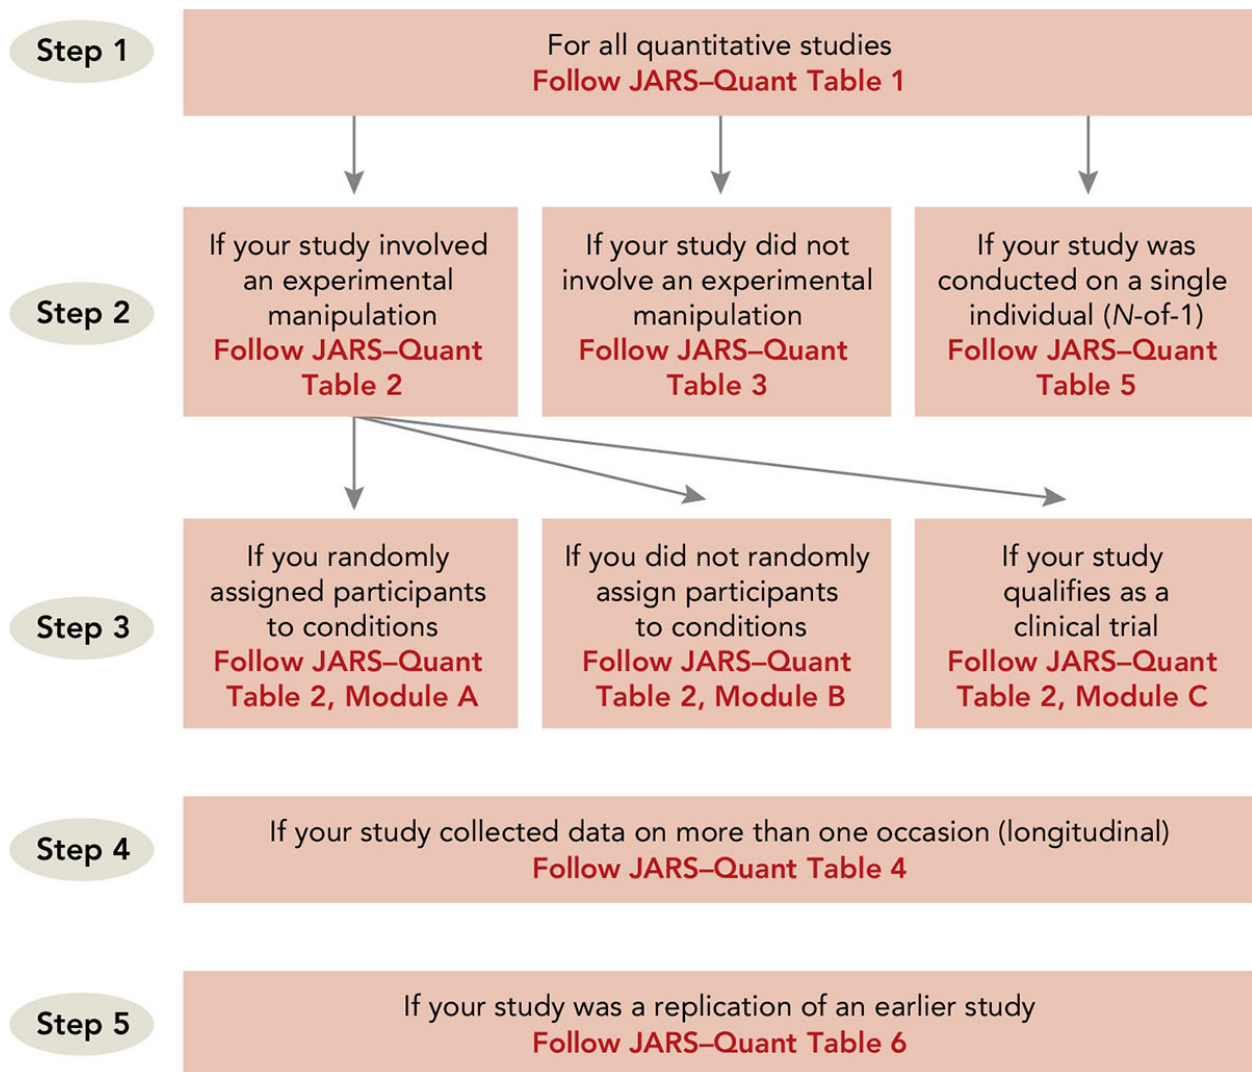 Step 1
For all quantitative studies
Follow JARS–Quant Table 1
Step 2
If your study involved
an experimental
manipulation
Follow JARS–Quant
Table 2
If your study did not
involve an experimental
manipulation
Follow JARS–Quant
Table 3
If your study was
conducted on a single
individual (N-of-1)
Follow JARS–Quant
Table 5
Step 3
If you randomly
assigned participants
to conditions
Follow JARS–Quant
Table 2, Module A
If you did not randomly
assign participants
to conditions
Follow JARS–Quant
Table 2, Module B
If your study
qualifies as a
clinical trial
Follow JARS–Quant
Table 2, Module C
Step 4
If your study collected data on more than one occasion (longitudinal)
Follow JARS–Quant Table 4
Step 5
If your study was a replication of an earlier study
Follow JARS–Quant Table 6